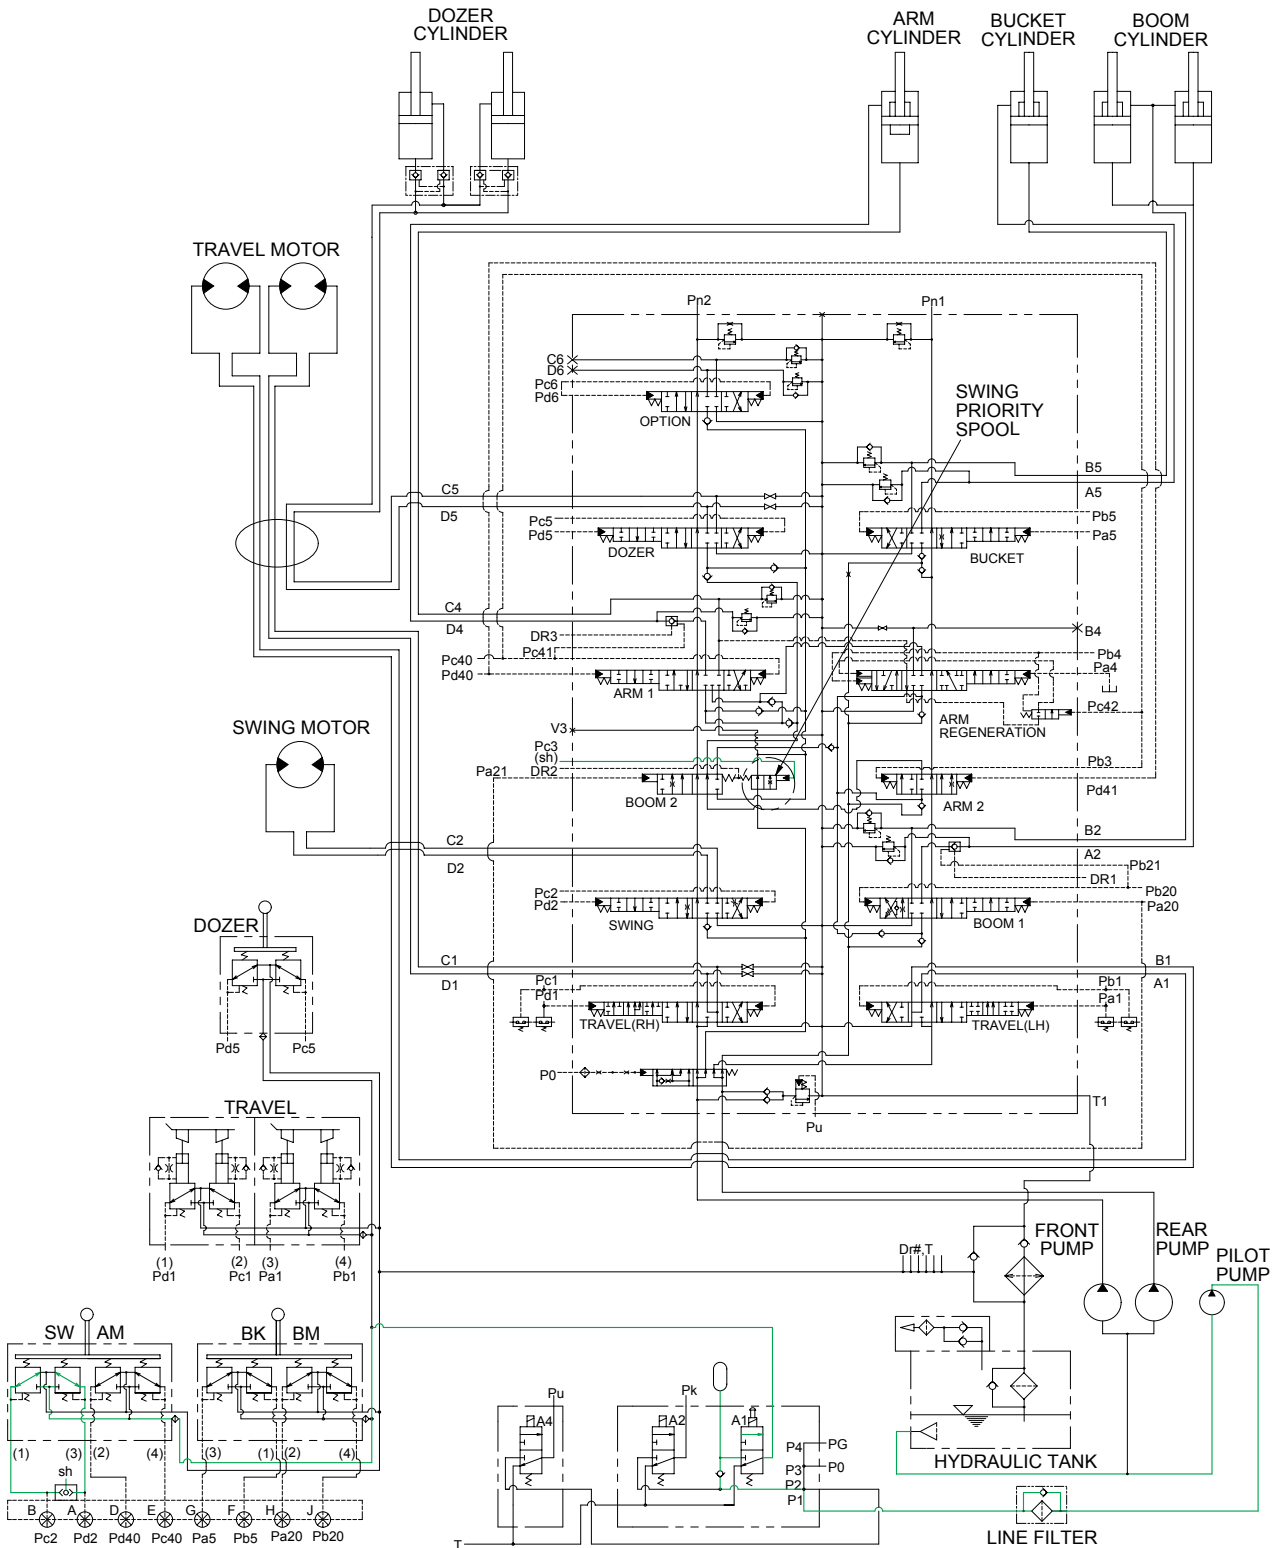 DOZER
CYLINDER
ARM
CYLINDER
BUCKET
CYLINDER
BOOM
CYLINDER
TRAVEL MOTOR
Pn2
Pn1
C6
D6
Pc6
Pd6
OPTION
SWING
PRIORITY
SPOOL
C5
D5
B5
A5
Pc5
Pd5
DOZER
Pb5
Pa5
BUCKET
C4
D4
DR3
Pc41
Pc40
Pd40
ARM 1
B4
Pb4
Pa4
Pc42
ARM
REGENERATION
SWING MOTOR
V3
Pc3
(sh)
DR2
Pa21
BOOM 2
Pb3
Pd41
ARM 2
C2
D2
B2
A2
Pb21
DR1
Pc2
Pd2
SWING
Pb20
Pa20
BOOM 1
DOZER
Pd5
Pc5
C1
D1
B1
A1
Pc1
Pd1
TRAVEL(RH)
Pb1
Pa1
TRAVEL(LH)
P0
Pu
T1
TRAVEL
(1)
(2)
(3)
(4)
Pd1
Pc1
Pa1
Pb1
Dr#,T
FRONT
PUMP
REAR
PUMP
PILOT
PUMP
SW
AM
BK
BM
(1)
(3)
(2)
(4)
(3)
(1)
(2)
(4)
sh
B
A
D
E
G
F
H
J
Pc2
Pd2
Pd40
Pc40
Pa5
Pb5
Pa20
Pb20
Pu
A4
Pk
A2
A1
P4
PG
P3
P0
P2
P1
T
HYDRAULIC TANK
LINE FILTER